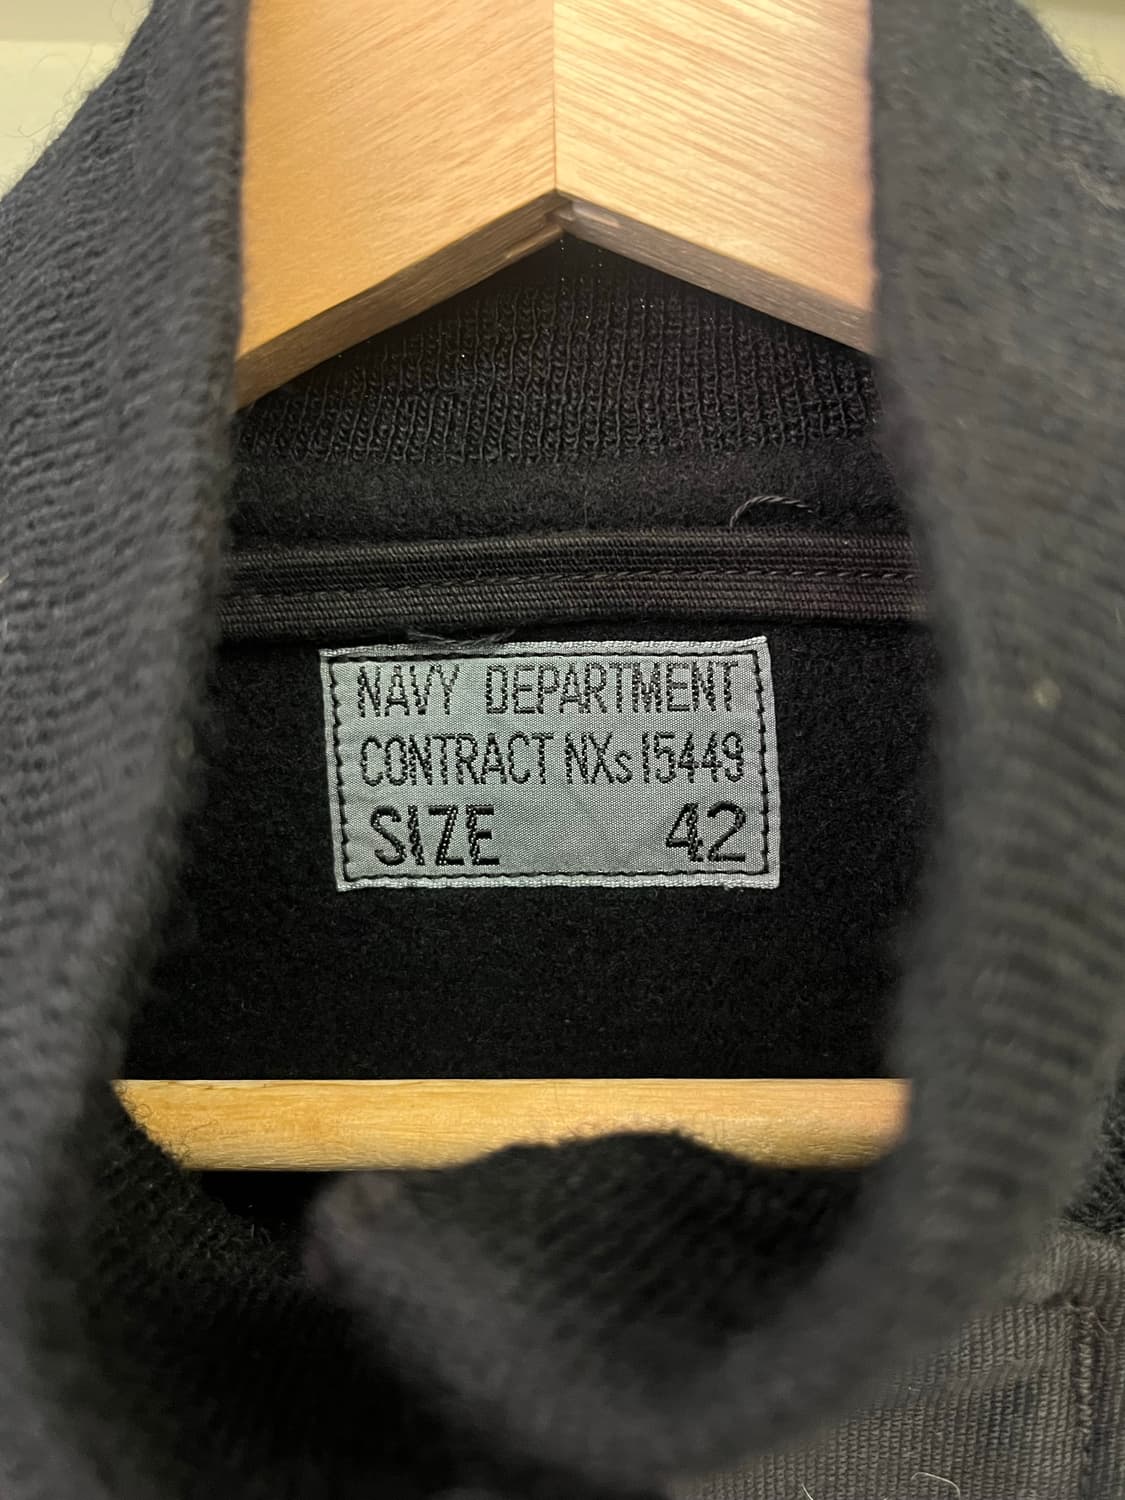 NAVY DEPARTMENT
CONTRACT NXs 15449
SIZE 42